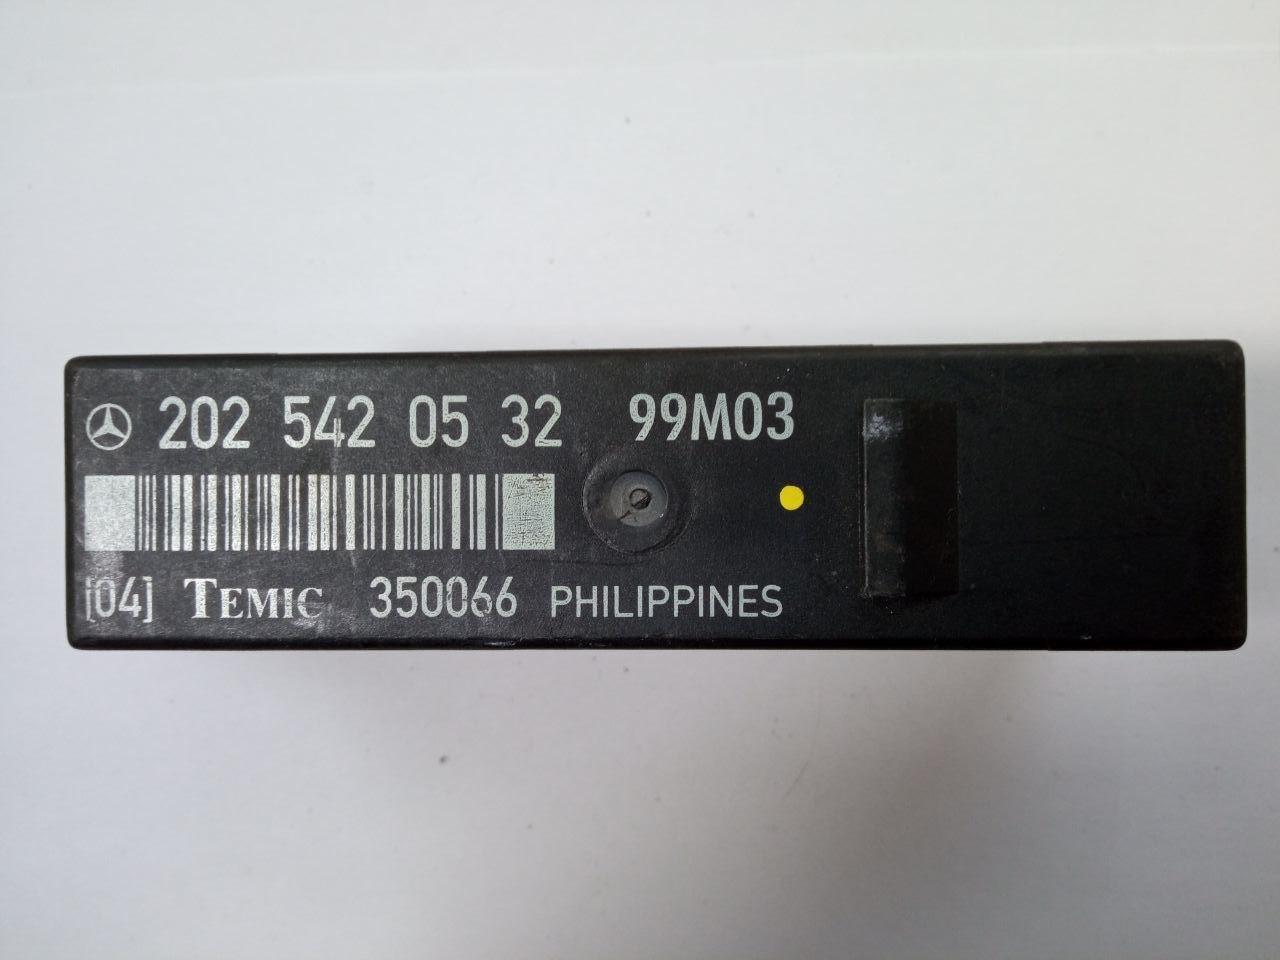 202 542 05 32 99M03
[04] TEMIC 350066 PHILIPPINES